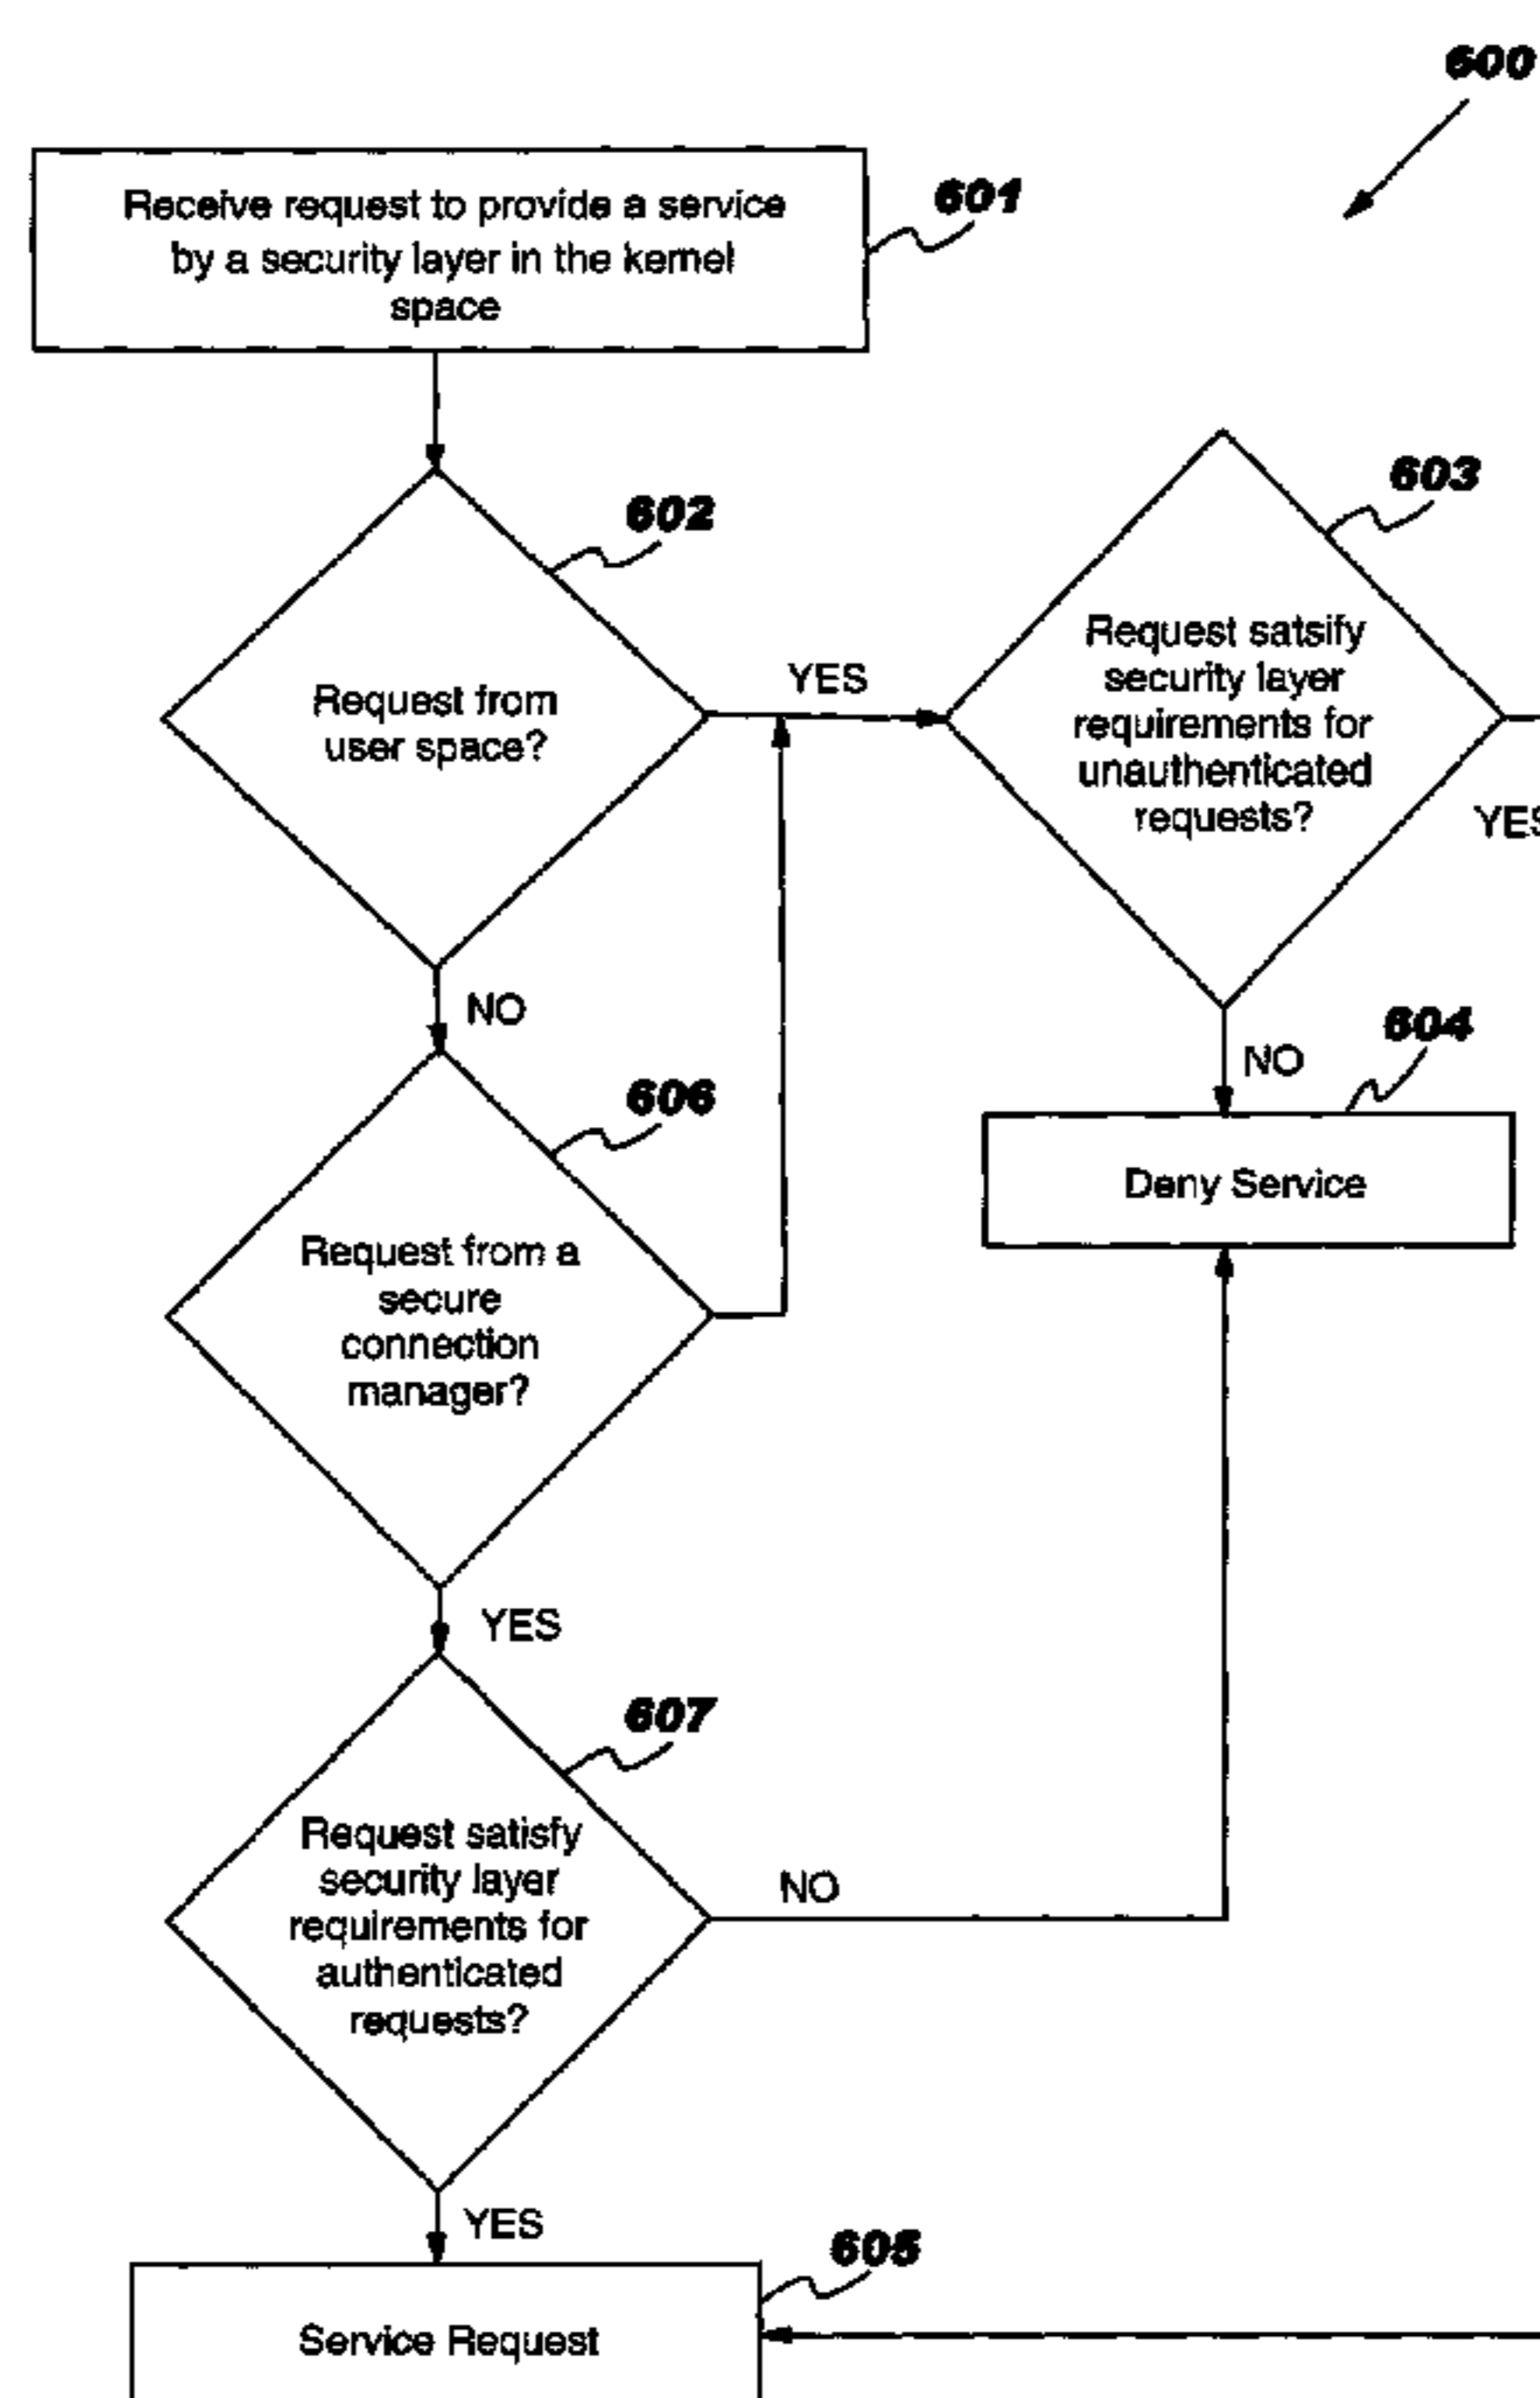 600
Receive request to provide a service
by a security layer in the kernel
space
601
602
603
Request from
user space?
YES
Request satsify
security layer
requirements for
unauthenticated
requests?
YES
NO
NO
604
606
Deny Service
Request from a
secure
connection
manager?
YES
607
Request satisfy
security layer
requirements for
authenticated
requests?
NO
YES
605
Service Request